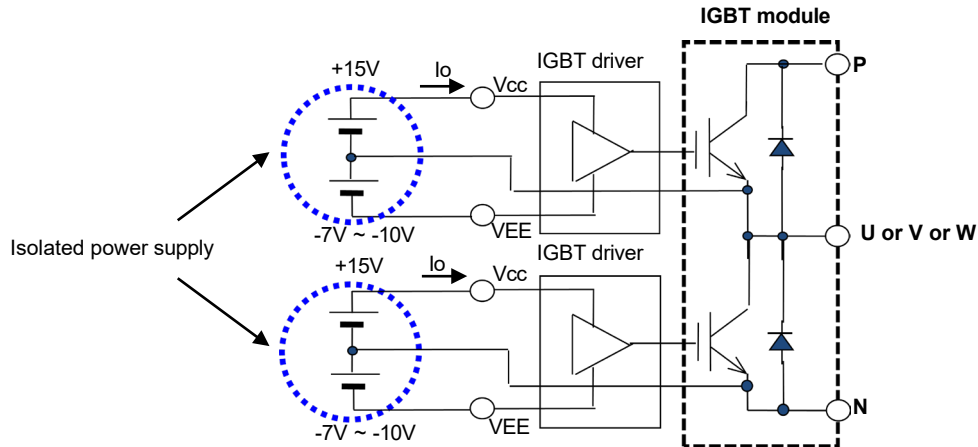 IGBT module
IGBT driver
+15V
Io
Vcc
P
VEE
-7V ~ -10V
Isolated power supply
U or V or W
IGBT driver
+15V
Io
Vcc
VEE
-7V ~ -10V
N